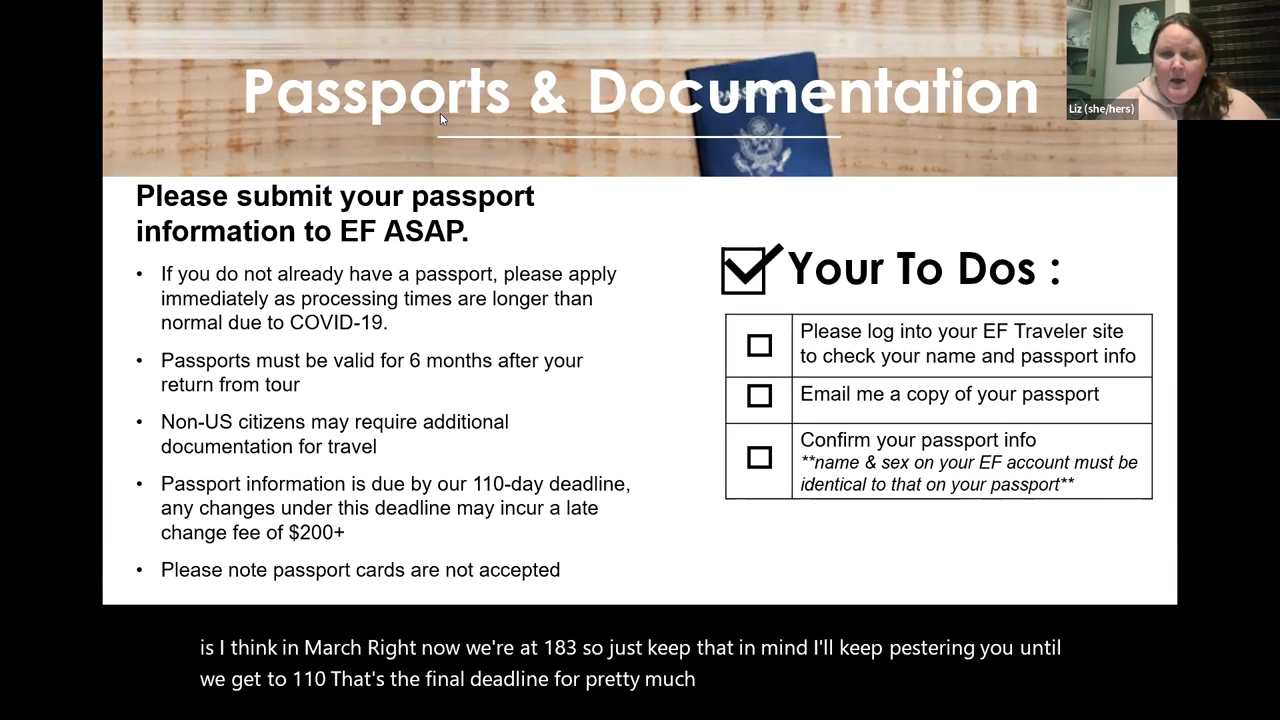 Passports & Documentation
Liz (she/hers)
Please submit your passport
information to EF ASAP.
• If you do not already have a passport, please apply
immediately as processing times are longer than
normal due to COVID-19.
• Passports must be valid for 6 months after your
return from tour
• Non-US citizens may require additional
documentation for travel
• Passport information is due by our 110-day deadline,
any changes under this deadline may incur a late
change fee of $200+
• Please note passport cards are not accepted
Your To Dos :
Please log into your EF Traveler site
to check your name and passport info
Email me a copy of your passport
Confirm your passport info
**name & sex on your EF account must be
identical to that on your passport**
is I think in March Right now we're at 183 so just keep that in mind I'll keep pestering you until
we get to 110 That's the final deadline for pretty much